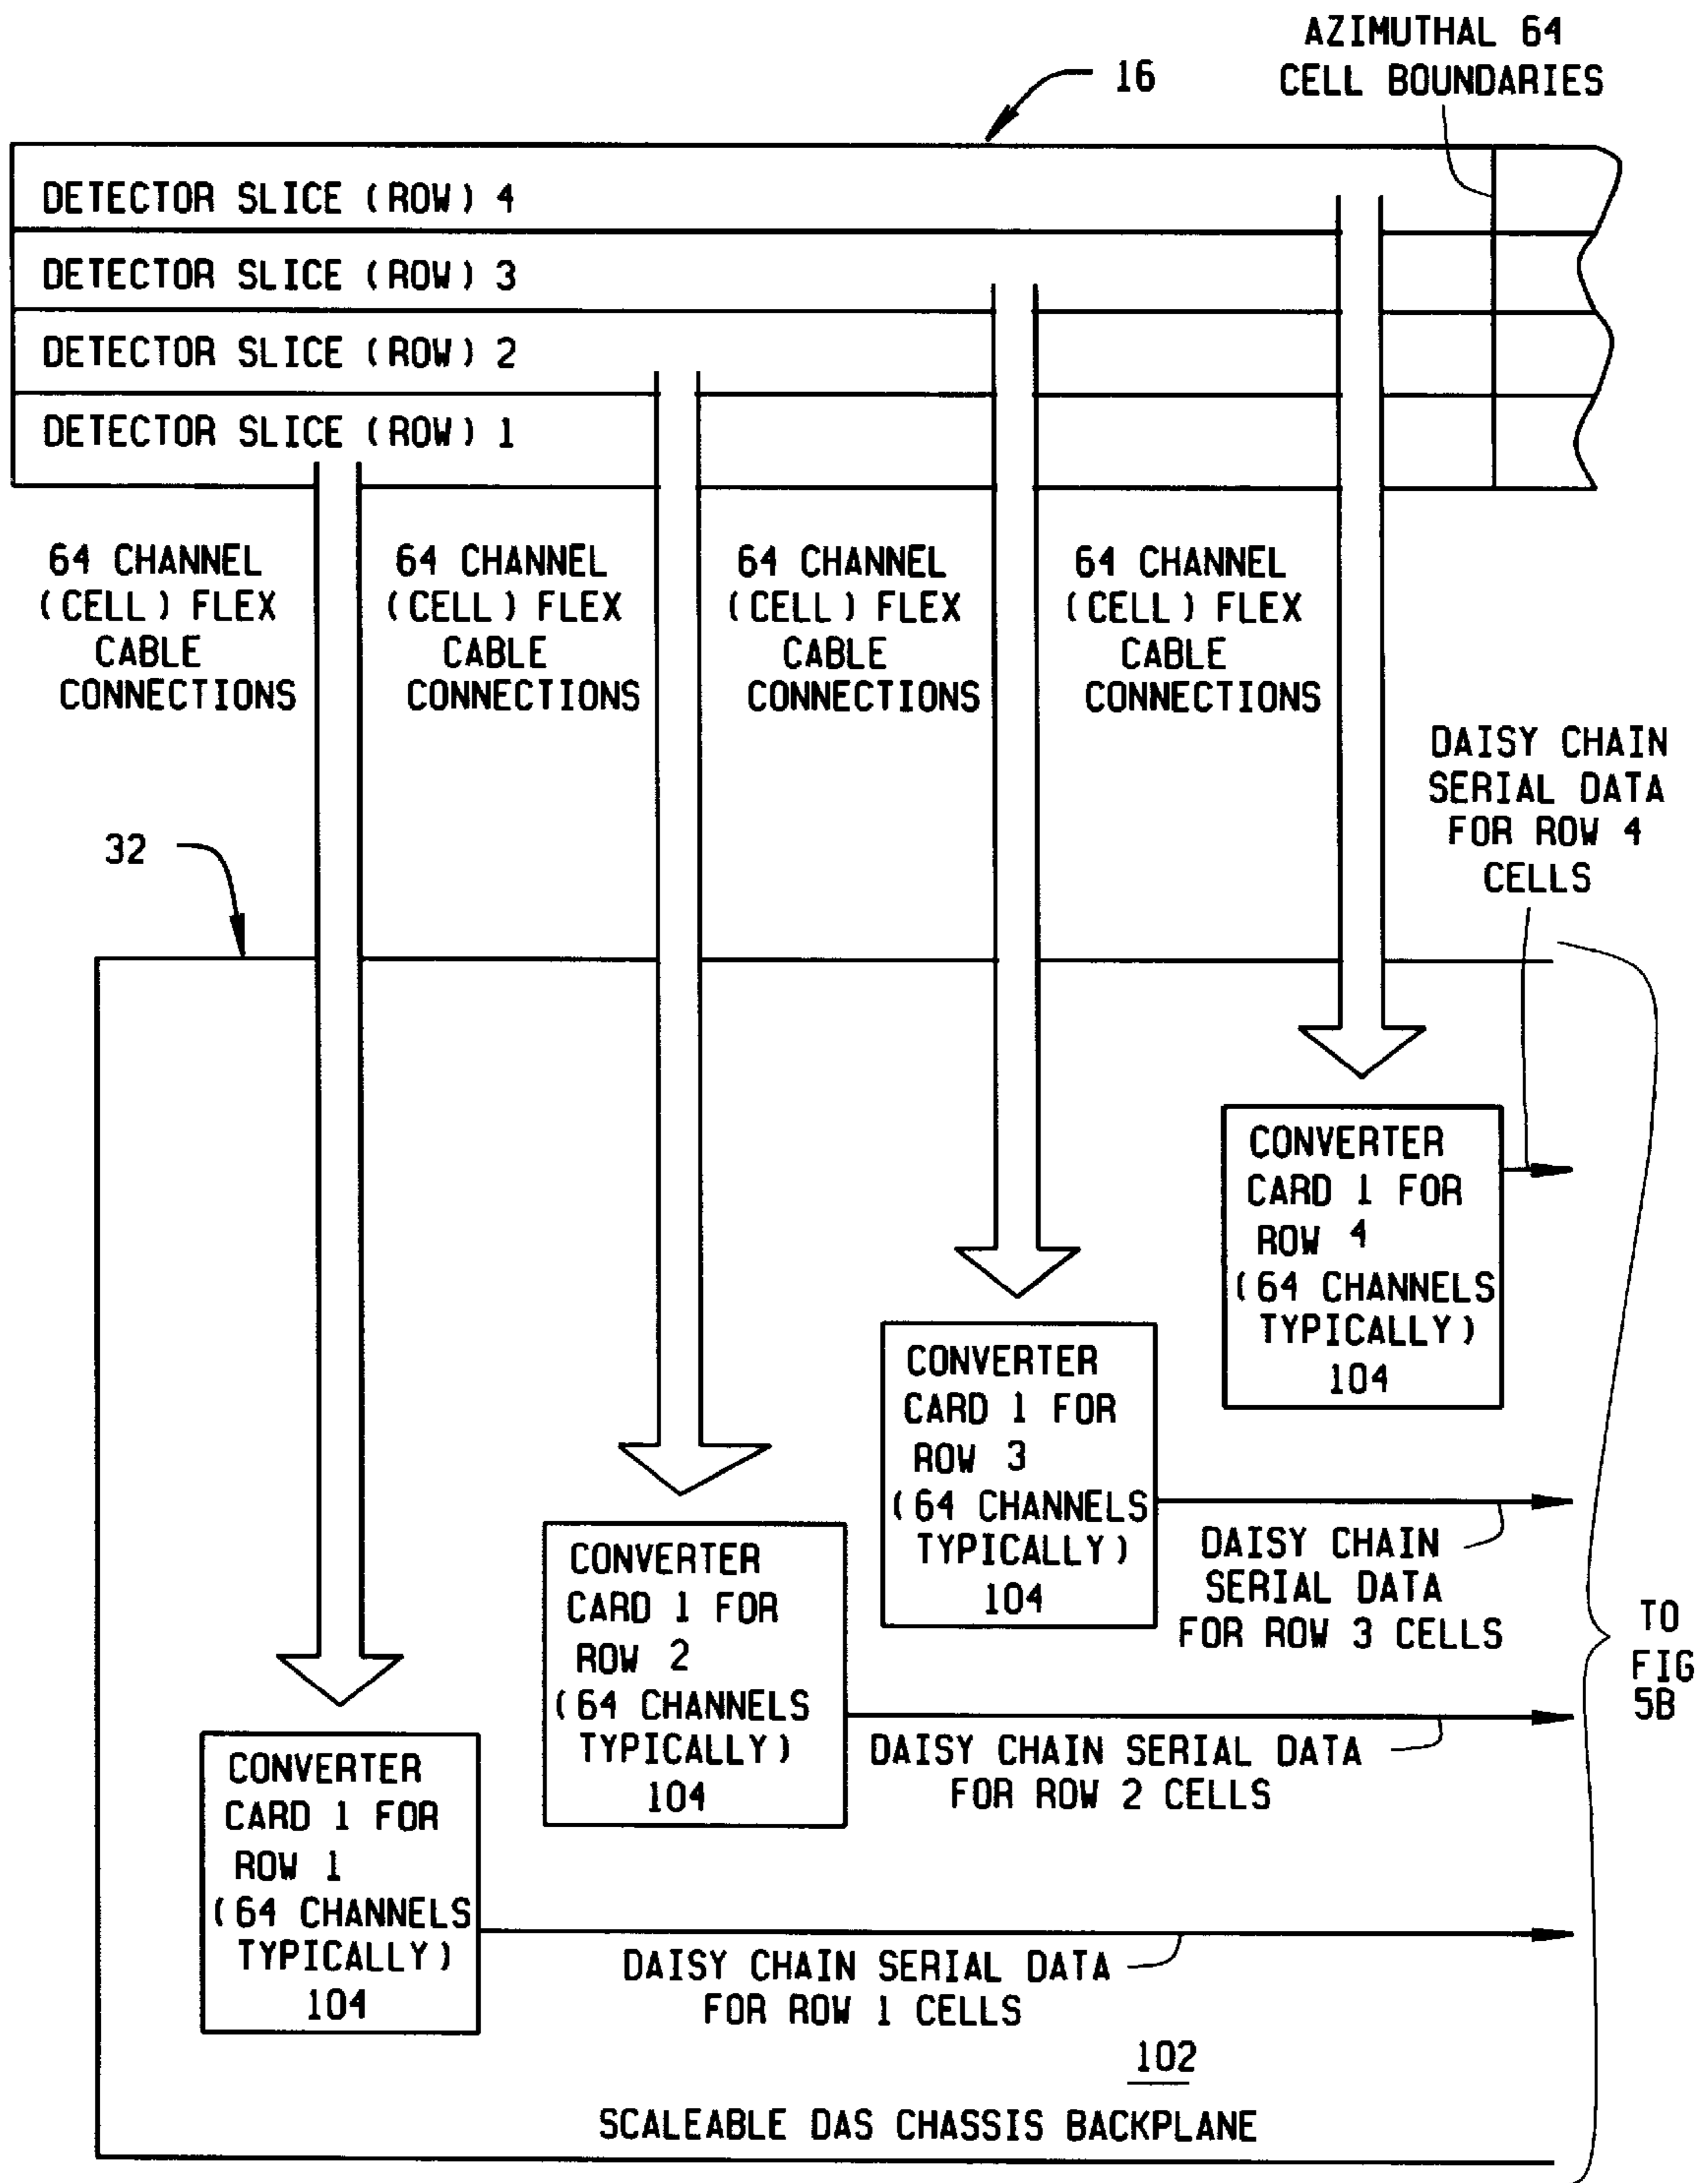 AZIMUTHAL 64
CELL BOUNDARIES
16
DETECTOR SLICE (ROW) 4
DETECTOR SLICE (ROW) 3
DETECTOR SLICE (ROW) 2
DETECTOR SLICE (ROW) 1
64 CHANNEL
(CELL) FLEX
CABLE
CONNECTIONS
64 CHANNEL
(CELL) FLEX
CABLE
CONNECTIONS
64 CHANNEL
(CELL) FLEX
CABLE
CONNECTIONS
64 CHANNEL
(CELL) FLEX
CABLE
CONNECTIONS
DAISY CHAIN
SERIAL DATA
FOR ROW 4
CELLS
32
CONVERTER
CARD 1 FOR
ROW 4
(64 CHANNELS
TYPICALLY)
104
CONVERTER
CARD 1 FOR
ROW 3
(64 CHANNELS
TYPICALLY)
104
DAISY CHAIN
SERIAL DATA
FOR ROW 3 CELLS
TO
FIG
5B
CONVERTER
CARD 1 FOR
ROW 2
(64 CHANNELS
TYPICALLY)
104
DAISY CHAIN SERIAL DATA
FOR ROW 2 CELLS
CONVERTER
CARD 1 FOR
ROW 1
(64 CHANNELS
TYPICALLY)
104
DAISY CHAIN SERIAL DATA
FOR ROW 1 CELLS
102
SCALEABLE DAS CHASSIS BACKPLANE